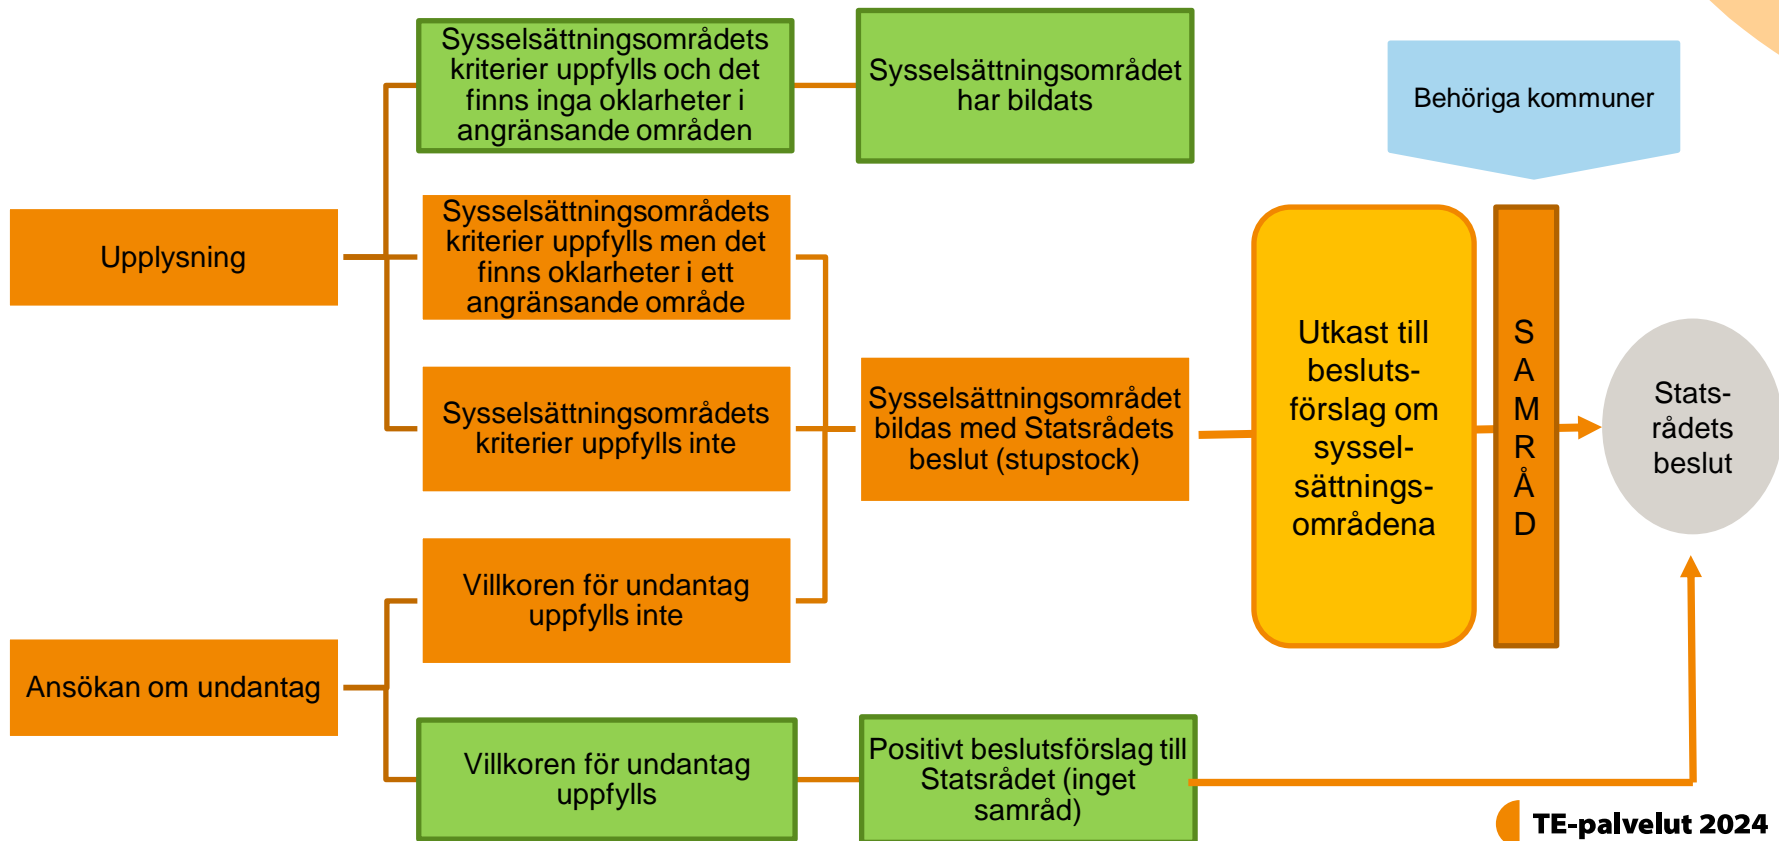 Sysselsättningsområdets
kriterier uppfylls och det
finns inga oklarheter i
angränsande områden
Sysselsättningsområdet
har bildats
Behöriga kommuner
Upplysning
Sysselsättningsområdets
kriterier uppfylls men det
finns oklarheter i ett
angränsande område
Sysselsättningsområdets
kriterier uppfylls inte
Sysselsättningsområdet
bildas med Statsrådets
beslut (stupstock)
Utkast till
besluts-
förslag om
syssel-
sättnings-
områdena
S
A
M
R
Å
D
Stats-
rådets
beslut
Villkoren för undantag
uppfylls inte
Ansökan om undantag
Villkoren för undantag
uppfylls
Positivt beslutsförslag till
Statsrådet (inget
samråd)
TE-palvelut 2024